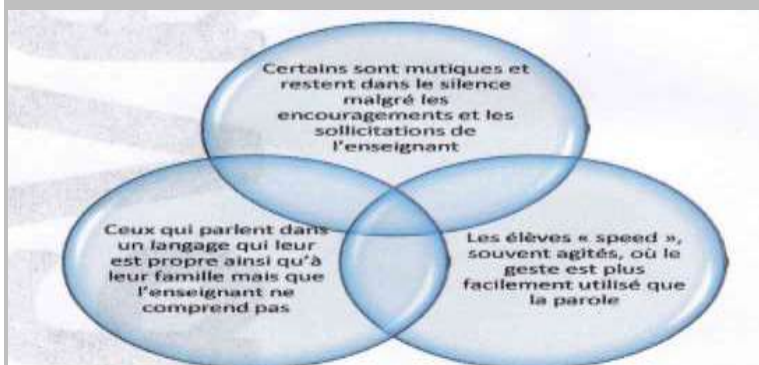 Certains sont mutiques et
restent dans le silence
malgré les
encouragements et les
sollicitations de
l'enseignant
Ceux qui parlent dans
un langage qui leur
est propre ainsi qu'à
leur famille mais que
l'enseignant ne
comprend pas
Les élèves « speed »,
souvent agités, où le
geste est plus
facilement utilisé que
la parole